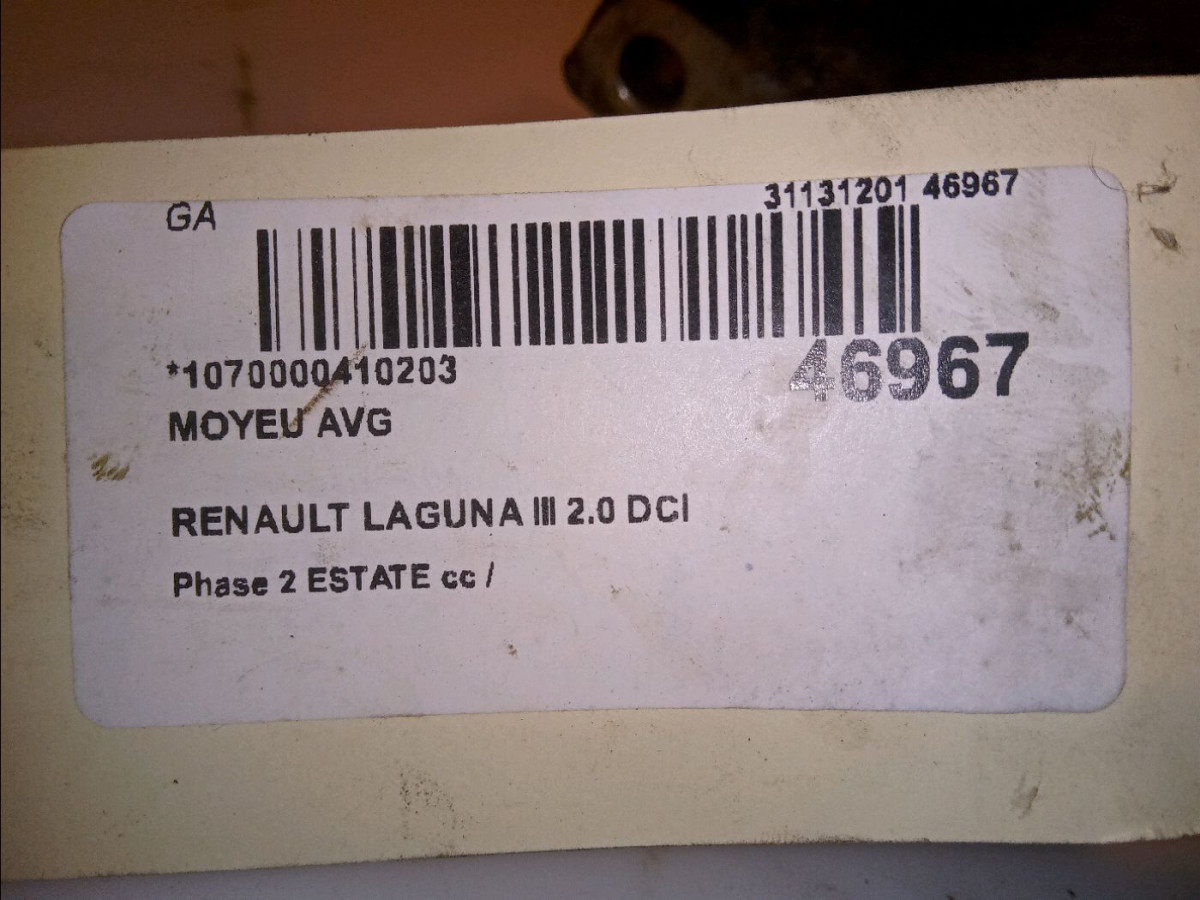 GA
31131201 46967
*1070000410203
46967
MOYEU AVG
RENAULT LAGUNA III 2.0 DCI
Phase 2 ESTATE cc /